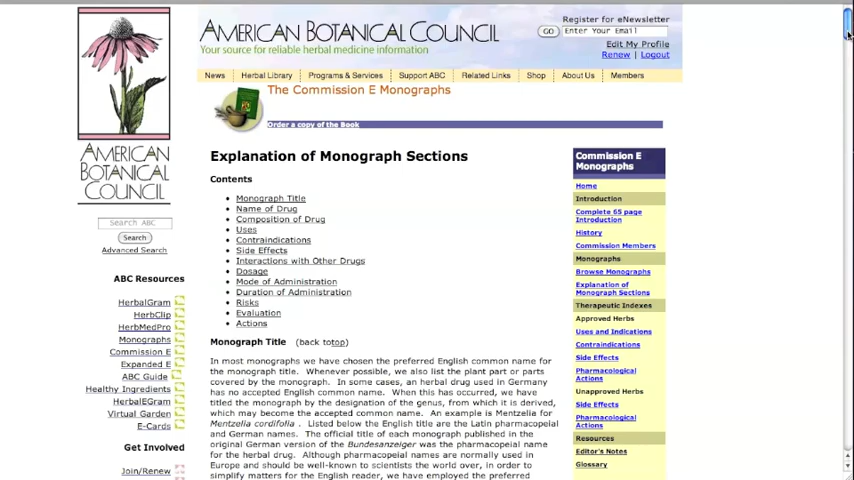 AMERICAN BOTANICAL COUNCIL
Your source for reliable herbal medicine information
Register for eNewsletter
GO Enter Your Email
Edit My Profile
Renew | Logout
News Herbal Library Programs & Services Support ABC Related Links Shop About Us Members
The Commission E Monographs
Order a copy of the Book
AMERICAN
BOTANICAL
COUNCIL
Search ABC
Search
Advanced Search
ABC Resources
HerbalGram
HerbClip
HerbMedPro
Monographs
Commission E
Expanded E
ABC Guide
Healthy Ingredients
HerbalEGram
Virtual Garden
E-Cards
Get Involved
Join/Renew
Explanation of Monograph Sections
Contents
• Monograph Title
• Name of Drug
• Composition of Drug
• Uses
• Contraindications
• Side Effects
• Interactions with Other Drugs
• Dosage
• Mode of Administration
• Duration of Administration
• Risks
• Evaluation
• Actions
Monograph Title (back to top)
In most monographs we have chosen the preferred English common name for
the monograph title. Whenever possible, we also list the plant part or parts
covered by the monograph. In some cases, an herbal drug used in Germany
has no accepted English common name. When this has occurred, we have
titled the monograph by the designation of the genus, from which it is derived,
which may become the accepted common name. An example is Mentzelia for
Mentzelia cordifolia . Listed below the English title are the Latin pharmacopeial
and German names. The official title of each monograph published in the
original German version of the Bundesanzeiger was the pharmacopeial name
for the herbal drug. Although pharmacopeial names are normally used in
Europe and should be well-known to scientists the world over, in order to
simplify matters for the English reader, we have employed the preferred
Commission E
Monographs
Home
Introduction
Complete 65 page
Introduction
History
Commission Members
Monographs
Browse Monographs
Explanation of
Monograph Sections
Therapeutic Indexes
Approved Herbs
Uses and Indications
Contraindications
Side Effects
Pharmacological
Actions
Unapproved Herbs
Side Effects
Pharmacological
Actions
Resources
Editor's Notes
Glossary